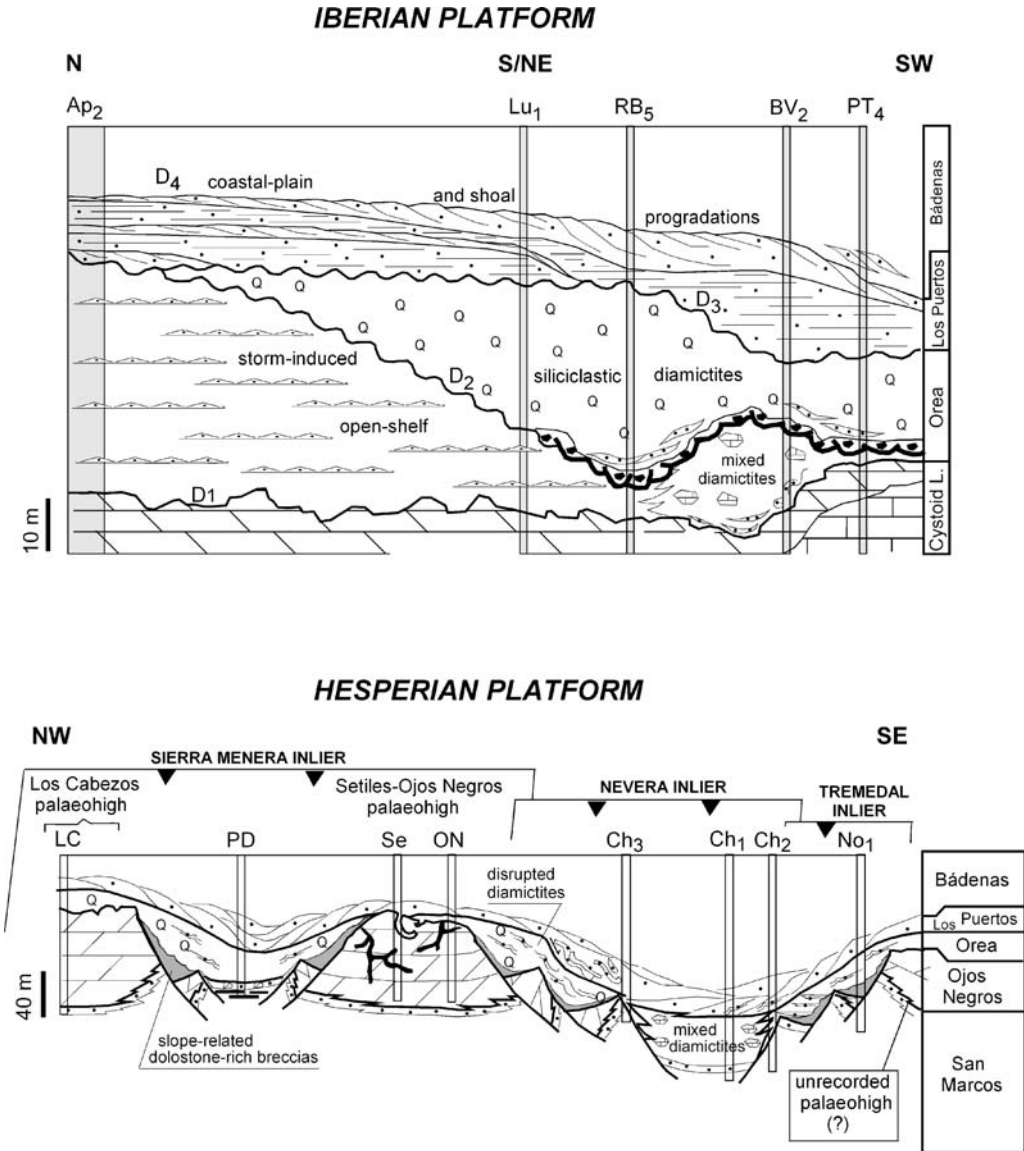 IBERIAN PLATFORM
N S/NE SW
Ap2 Lu1 RB5 BV2 PT4
D4 coastal-plain and shoal progradations
Bádenas
Los Puertos
Orea
Cystoid L.
D3
Q Q Q Q Q Q Q Q Q Q Q Q Q Q Q Q Q Q
storm-induced
D2
siliciclastic diamictites
open-shelf
mixed
diamictites
D1
10 m
HESPERIAN PLATFORM
NW SE
SIERRA MENERA INLIER
Los Cabezos
palaeohigh
Setiles-Ojos Negros
palaeohigh
NEVERA INLIER
TREMEDAL
INLIER
LC PD Se ON Ch3 Ch1 Ch2 No1
disrupted
diamictites
Q Q Q Q Q Q
mixed
diamictites
40 m
slope-related
dolostone-rich breccias
unrecorded
palaeohigh
(?)
Bádenas
Los Puertos
Orea
Ojos
Negros
San
Marcos